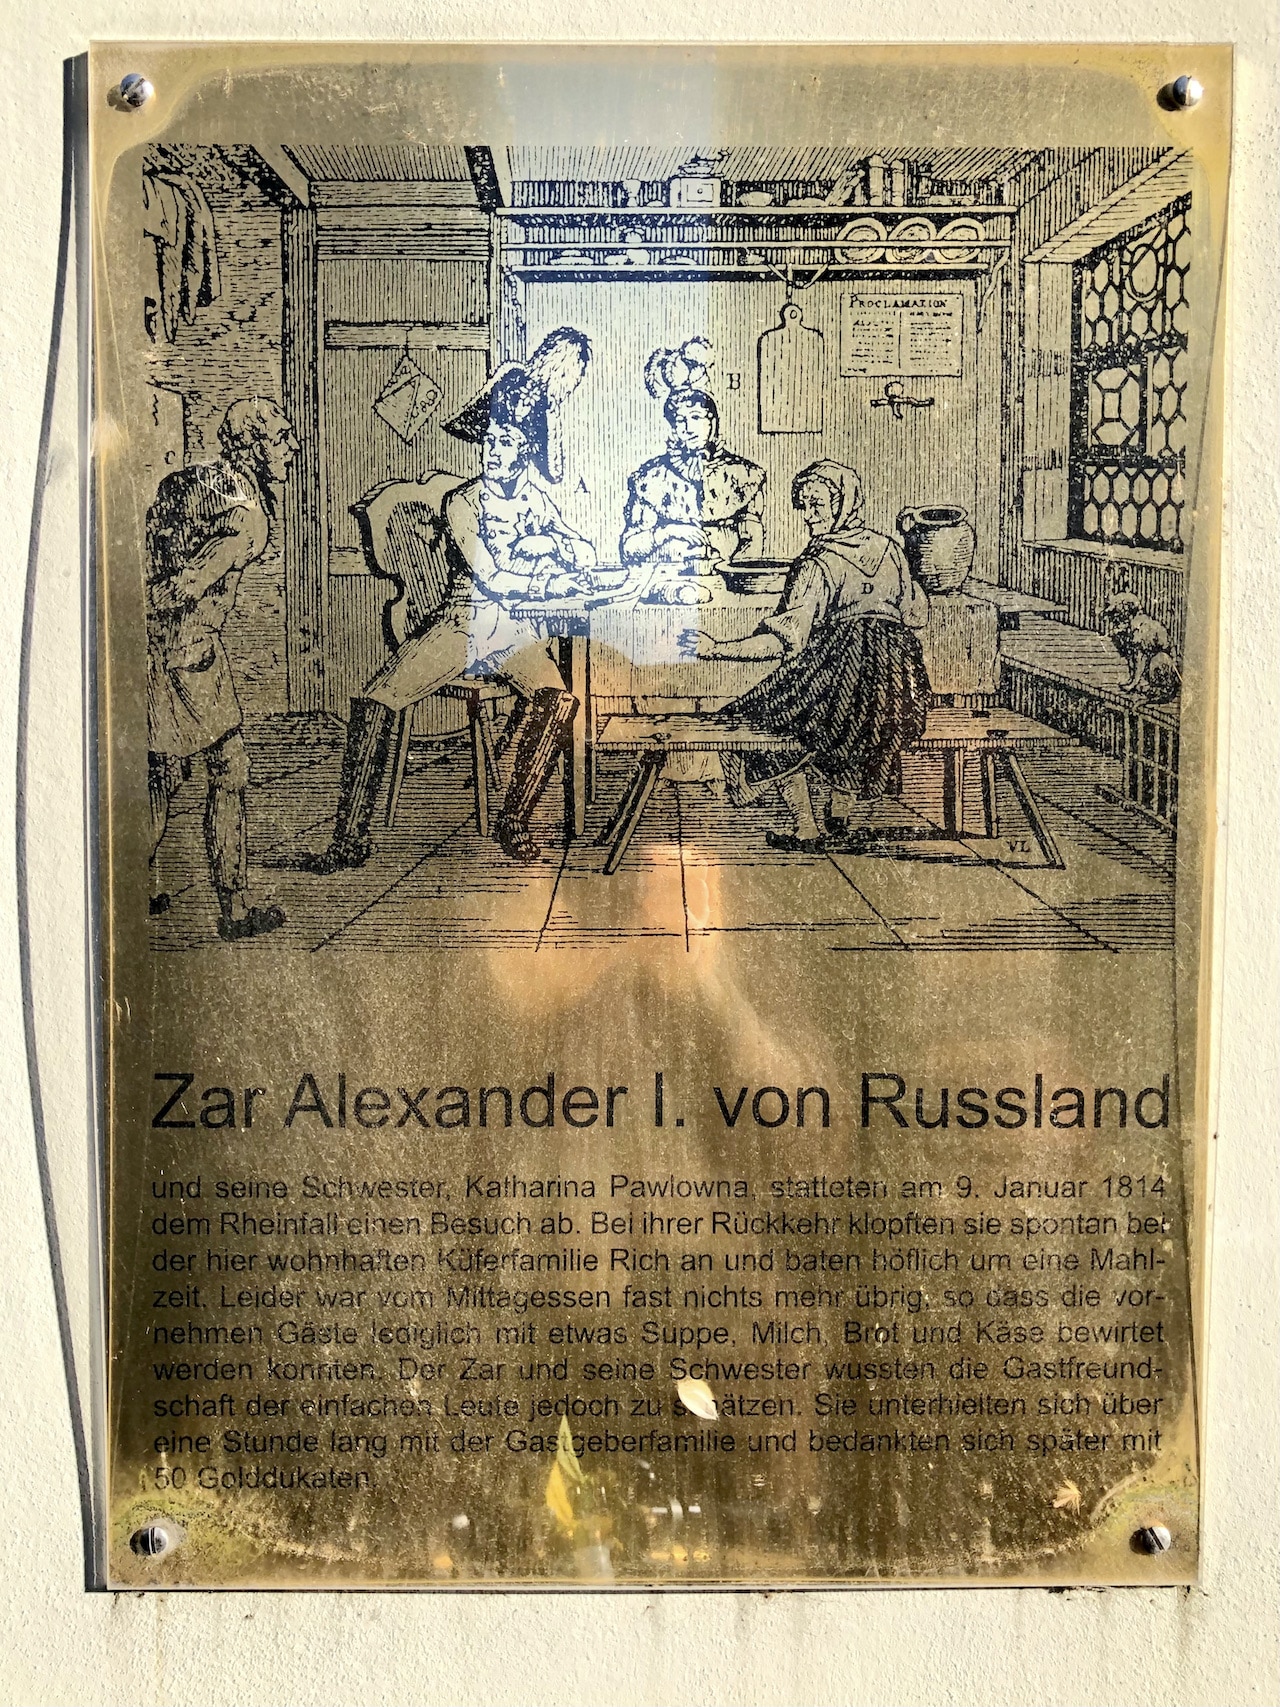 PROCLAMATION
B
A
C
D
VL
Zar Alexander I. von Russland
und seine Schwester, Katharina Pawlowna, statteten am 9. Januar 1814
dem Rheinfall einen Besuch ab. Bei ihrer Rückkehr klopften sie spontan bei
der hier wohnhaften Küferfamilie Rich an und baten höflich um eine Mahl-
zeit. Leider war vom Mittagessen fast nichts mehr übrig, so dass die vor-
nehmen Gäste lediglich mit etwas Suppe, Milch, Brot und Käse bewirtet
werden konnten. Der Zar und seine Schwester wussten die Gastfreund-
schaft der einfachen Leute jedoch zu schätzen. Sie unterhielten sich über
eine Stunde lang mit der Gastgeberfamilie und bedankten sich später mit
50 Golddukaten.